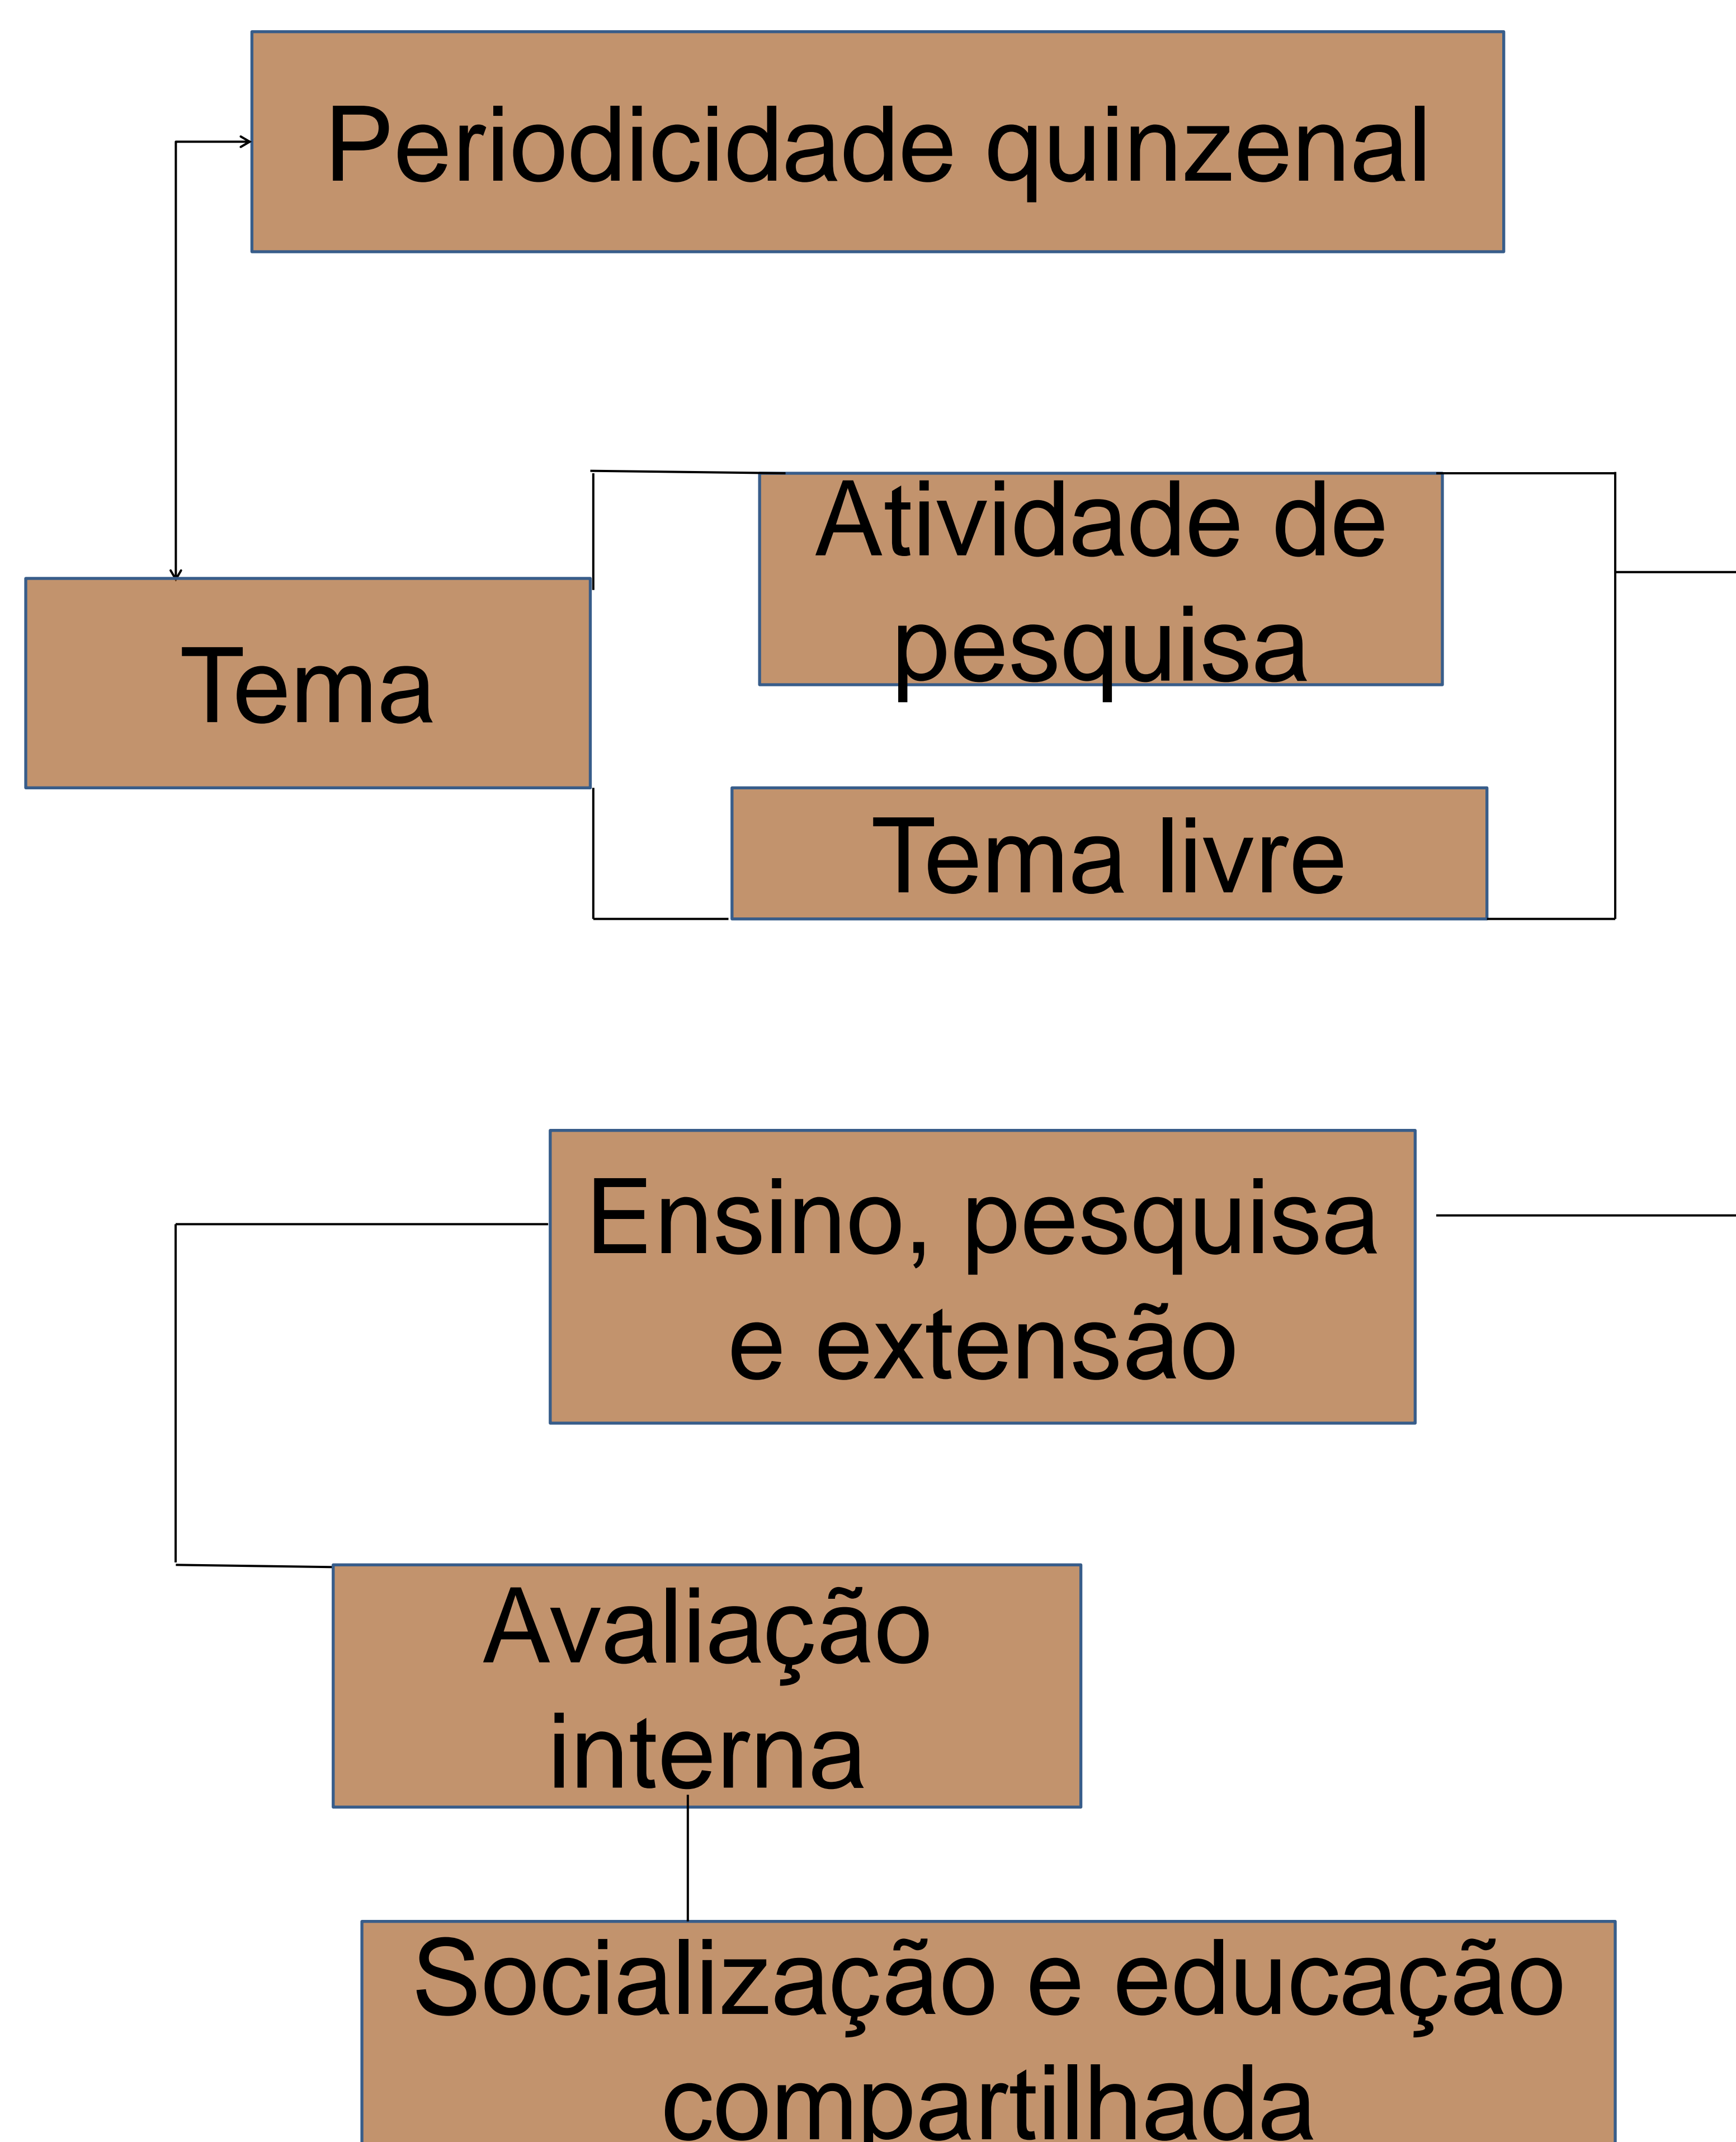 Periodicidade quinzenal
Atividade de
pesquisa
Tema
Tema livre
Ensino, pesquisa
e extensão
Avaliação
interna
Socialização e educação
compartilhada